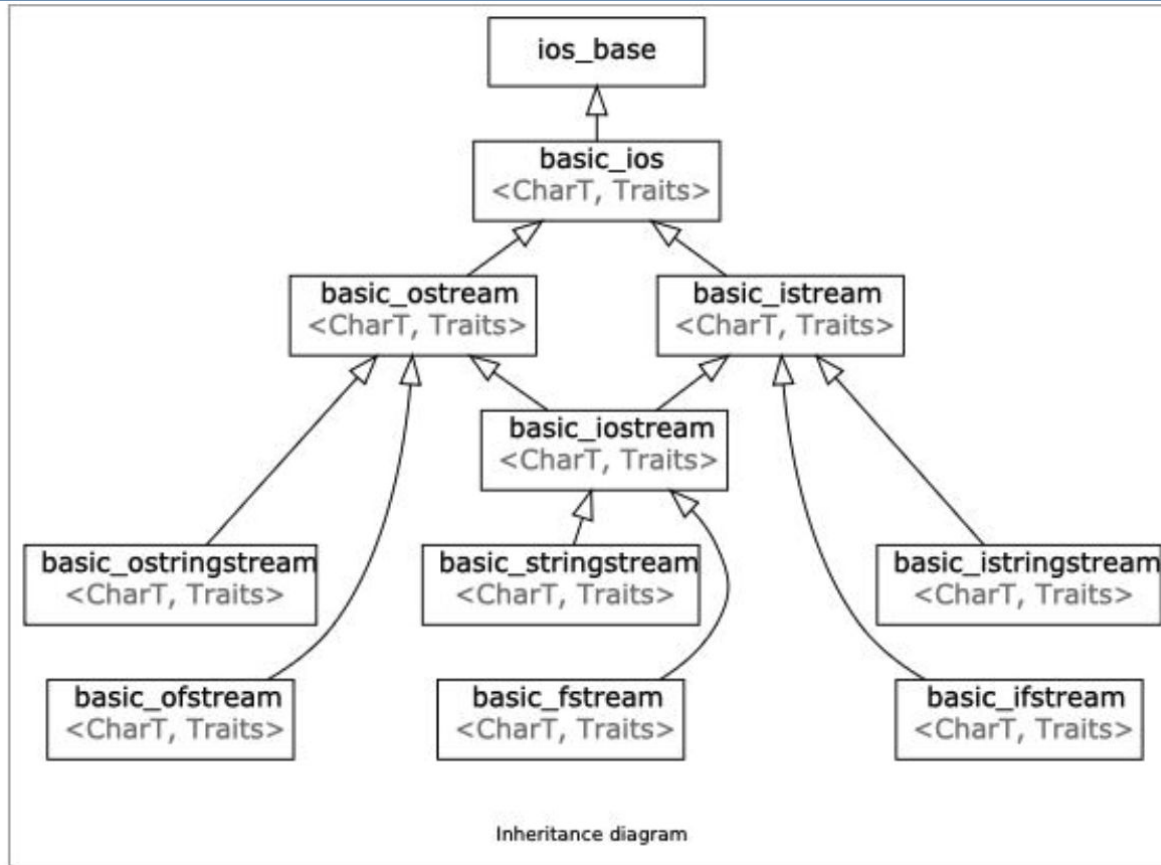 ios_base
basic_ios
<CharT, Traits>
basic_ostream
<CharT, Traits>
basic_istream
<CharT, Traits>
basic_iostream
<CharT, Traits>
basic_ostringstream
<CharT, Traits>
basic_stringstream
<CharT, Traits>
basic_istringstream
<CharT, Traits>
basic_ofstream
<CharT, Traits>
basic_fstream
<CharT, Traits>
basic_ifstream
<CharT, Traits>
Inheritance diagram